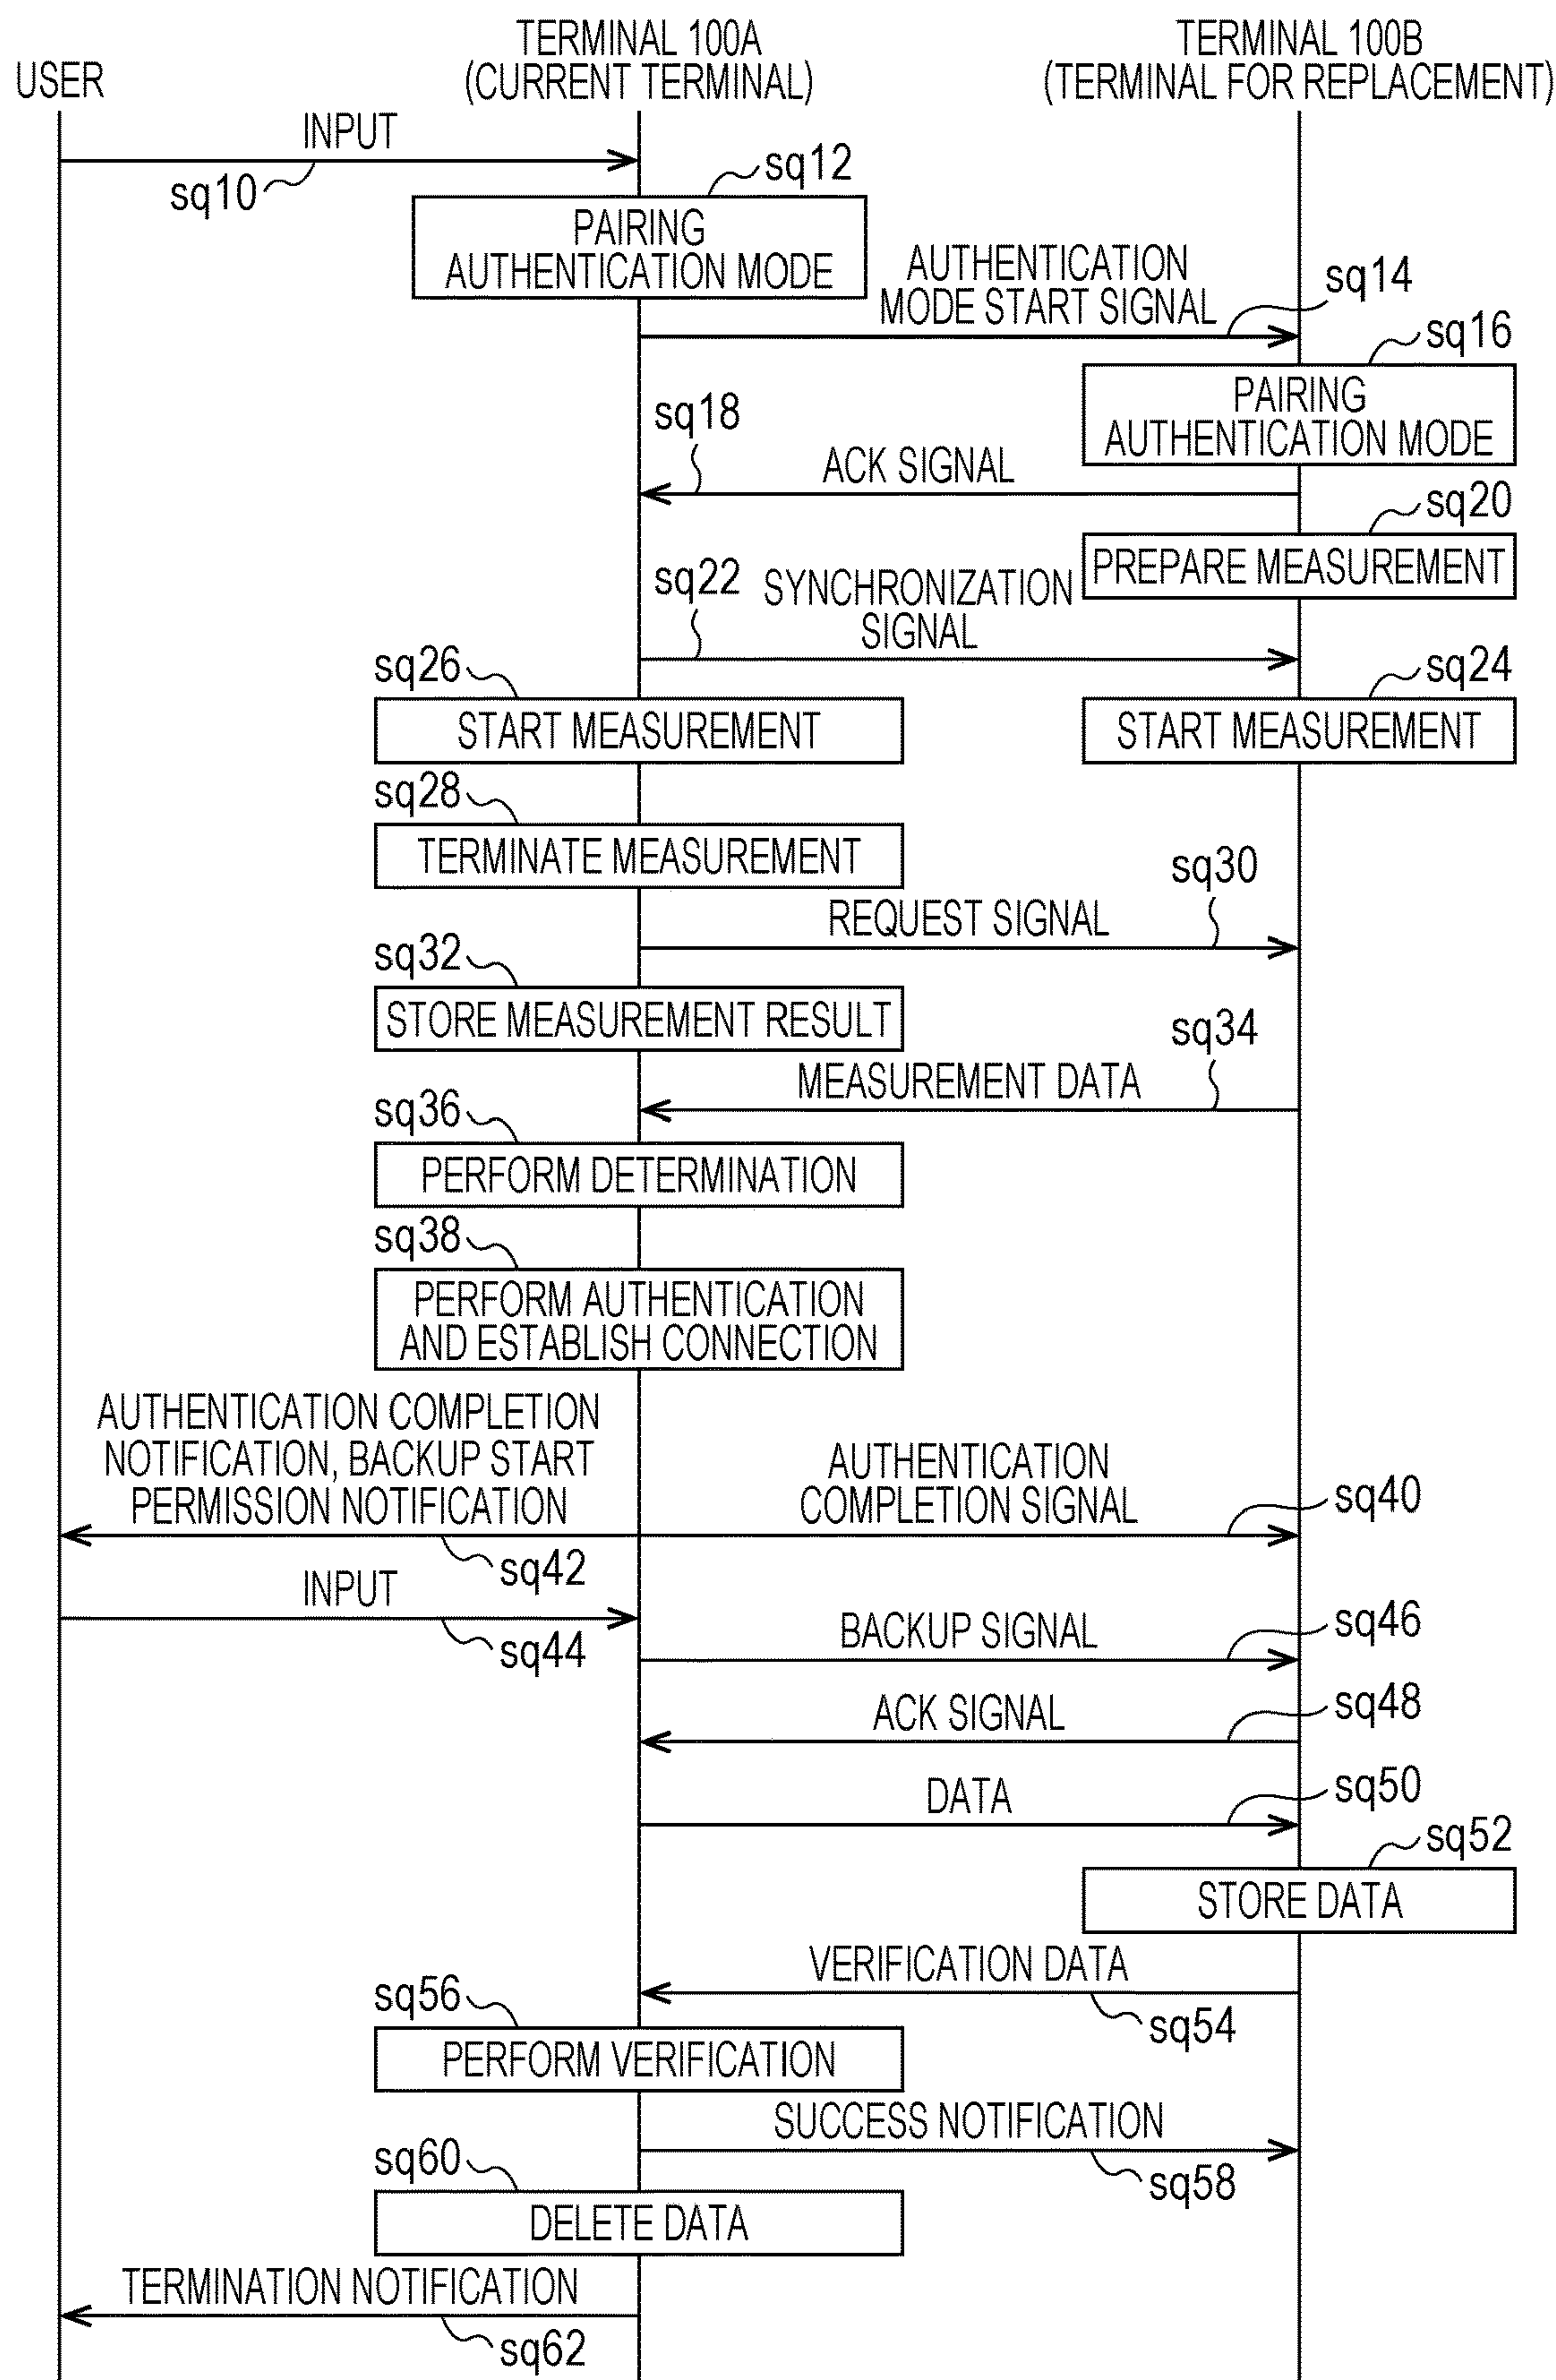 USER
TERMINAL 100A
(CURRENT TERMINAL)
TERMINAL 100B
(TERMINAL FOR REPLACEMENT)
INPUT
sq10
sq12
PAIRING
AUTHENTICATION MODE
AUTHENTICATION
MODE START SIGNAL
sq14
sq16
PAIRING
AUTHENTICATION MODE
sq18
ACK SIGNAL
sq20
PREPARE MEASUREMENT
sq22
SYNCHRONIZATION
SIGNAL
sq26
START MEASUREMENT
sq24
START MEASUREMENT
sq28
TERMINATE MEASUREMENT
sq30
REQUEST SIGNAL
sq32
STORE MEASUREMENT RESULT
sq34
MEASUREMENT DATA
sq36
PERFORM DETERMINATION
sq38
PERFORM AUTHENTICATION
AND ESTABLISH CONNECTION
AUTHENTICATION COMPLETION
NOTIFICATION, BACKUP START
PERMISSION NOTIFICATION
sq42
AUTHENTICATION
COMPLETION SIGNAL
sq40
INPUT
sq44
BACKUP SIGNAL
sq46
ACK SIGNAL
sq48
DATA
sq50
sq52
STORE DATA
VERIFICATION DATA
sq54
sq56
PERFORM VERIFICATION
SUCCESS NOTIFICATION
sq58
sq60
DELETE DATA
TERMINATION NOTIFICATION
sq62